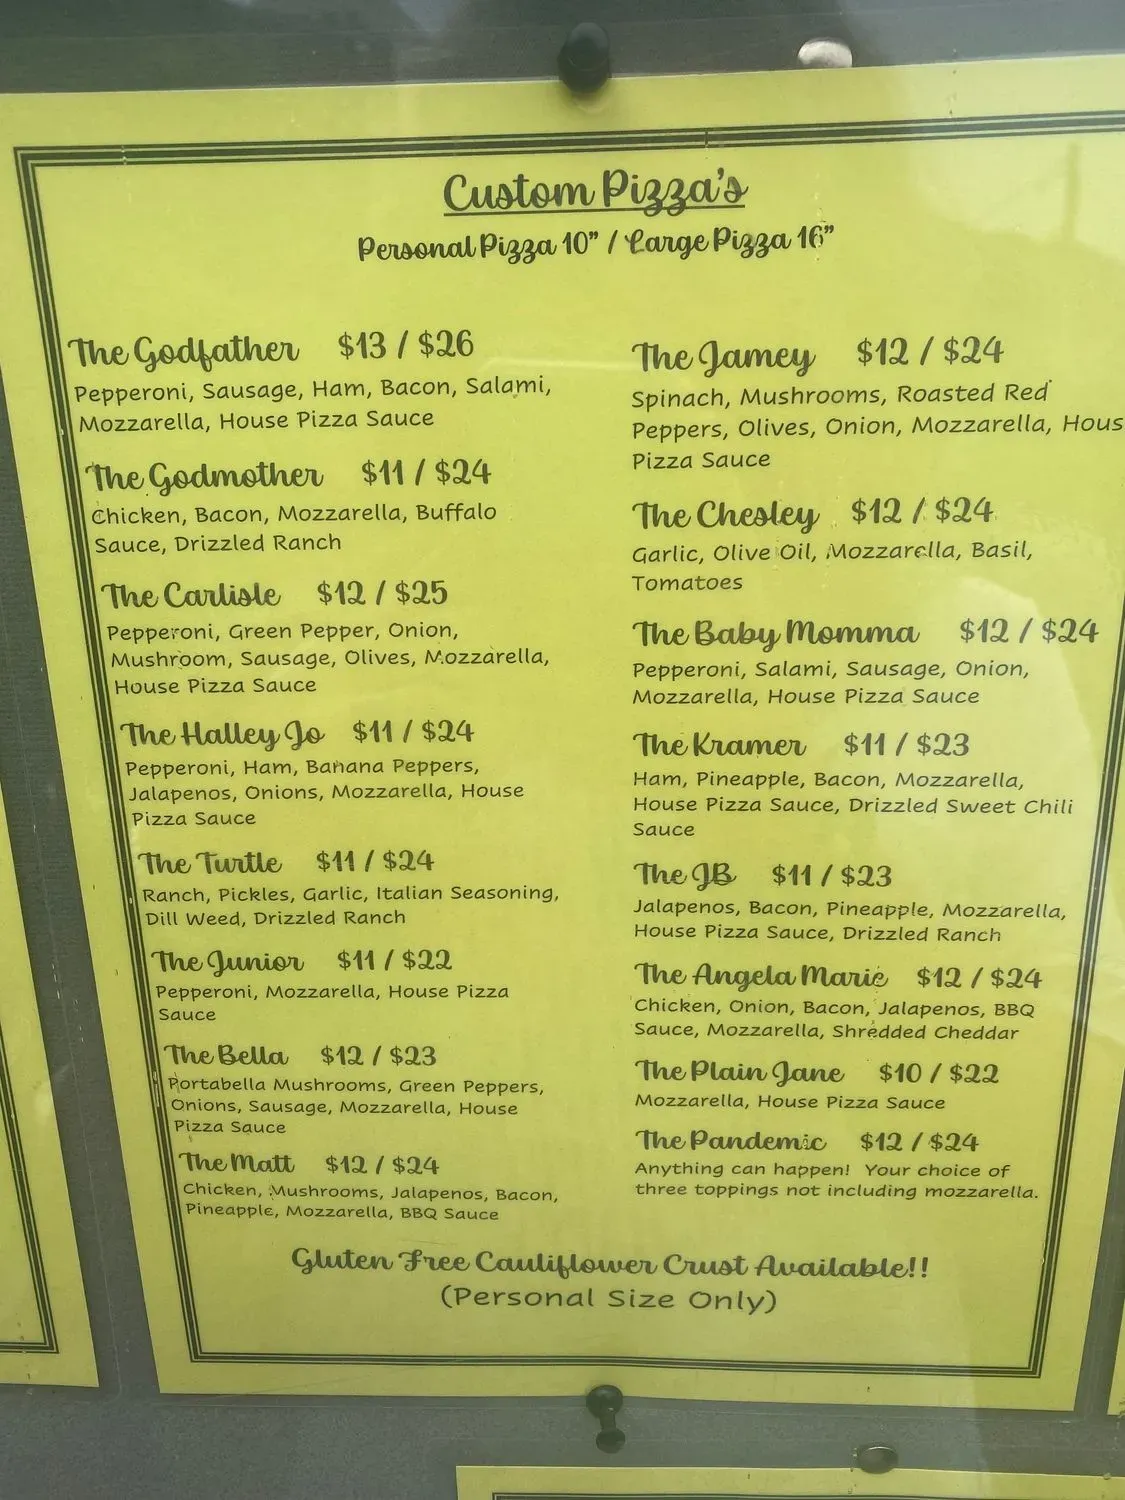 Custom Pizza's
Personal Pizza 10" / Large Pizza 16"
The Godfather $13 / $26
Pepperoni, Sausage, Ham, Bacon, Salami,
Mozzarella, House Pizza Sauce
The Godmother $11 / $24
Chicken, Bacon, Mozzarella, Buffalo
Sauce, Drizzled Ranch
The Carlisle $12 / $25
Pepperoni, Green Pepper, Onion,
Mushroom, Sausage, Olives, Mozzarella,
House Pizza Sauce
The Halley Jo $11 / $24
Pepperoni, Ham, Banana Peppers,
Jalapenos, Onions, Mozzarella, House
Pizza Sauce
The Turtle $11 / $24
Ranch, Pickles, Garlic, Italian Seasoning,
Dill Weed, Drizzled Ranch
The Junior $11 / $22
Pepperoni, Mozzarella, House Pizza
Sauce
The Bella $12 / $23
Portabella Mushrooms, Green Peppers,
Onions, Sausage, Mozzarella, House
Pizza Sauce
The Matt $12 / $24
Chicken, Mushrooms, Jalapenos, Bacon,
Pineapple, Mozzarella, BBQ Sauce
The Jamey $12 / $24
Spinach, Mushrooms, Roasted Red
Peppers, Olives, Onion, Mozzarella, Hous
Pizza Sauce
The Chesley $12 / $24
Garlic, Olive Oil, Mozzarella, Basil,
Tomatoes
The Baby Momma $12 / $24
Pepperoni, Salami, Sausage, Onion,
Mozzarella, House Pizza Sauce
The Kramer $11 / $23
Ham, Pineapple, Bacon, Mozzarella,
House Pizza Sauce, Drizzled Sweet Chili
Sauce
The JB $11 / $23
Jalapenos, Bacon, Pineapple, Mozzarella,
House Pizza Sauce, Drizzled Ranch
The Angela Marie $12 / $24
Chicken, Onion, Bacon, Jalapenos, BBQ
Sauce, Mozzarella, Shredded Cheddar
The Plain Jane $10 / $22
Mozzarella, House Pizza Sauce
The Pandemic $12 / $24
Anything can happen! Your choice of
three toppings not including mozzarella.
Gluten Free Cauliflower Crust Available!!
(Personal Size Only)